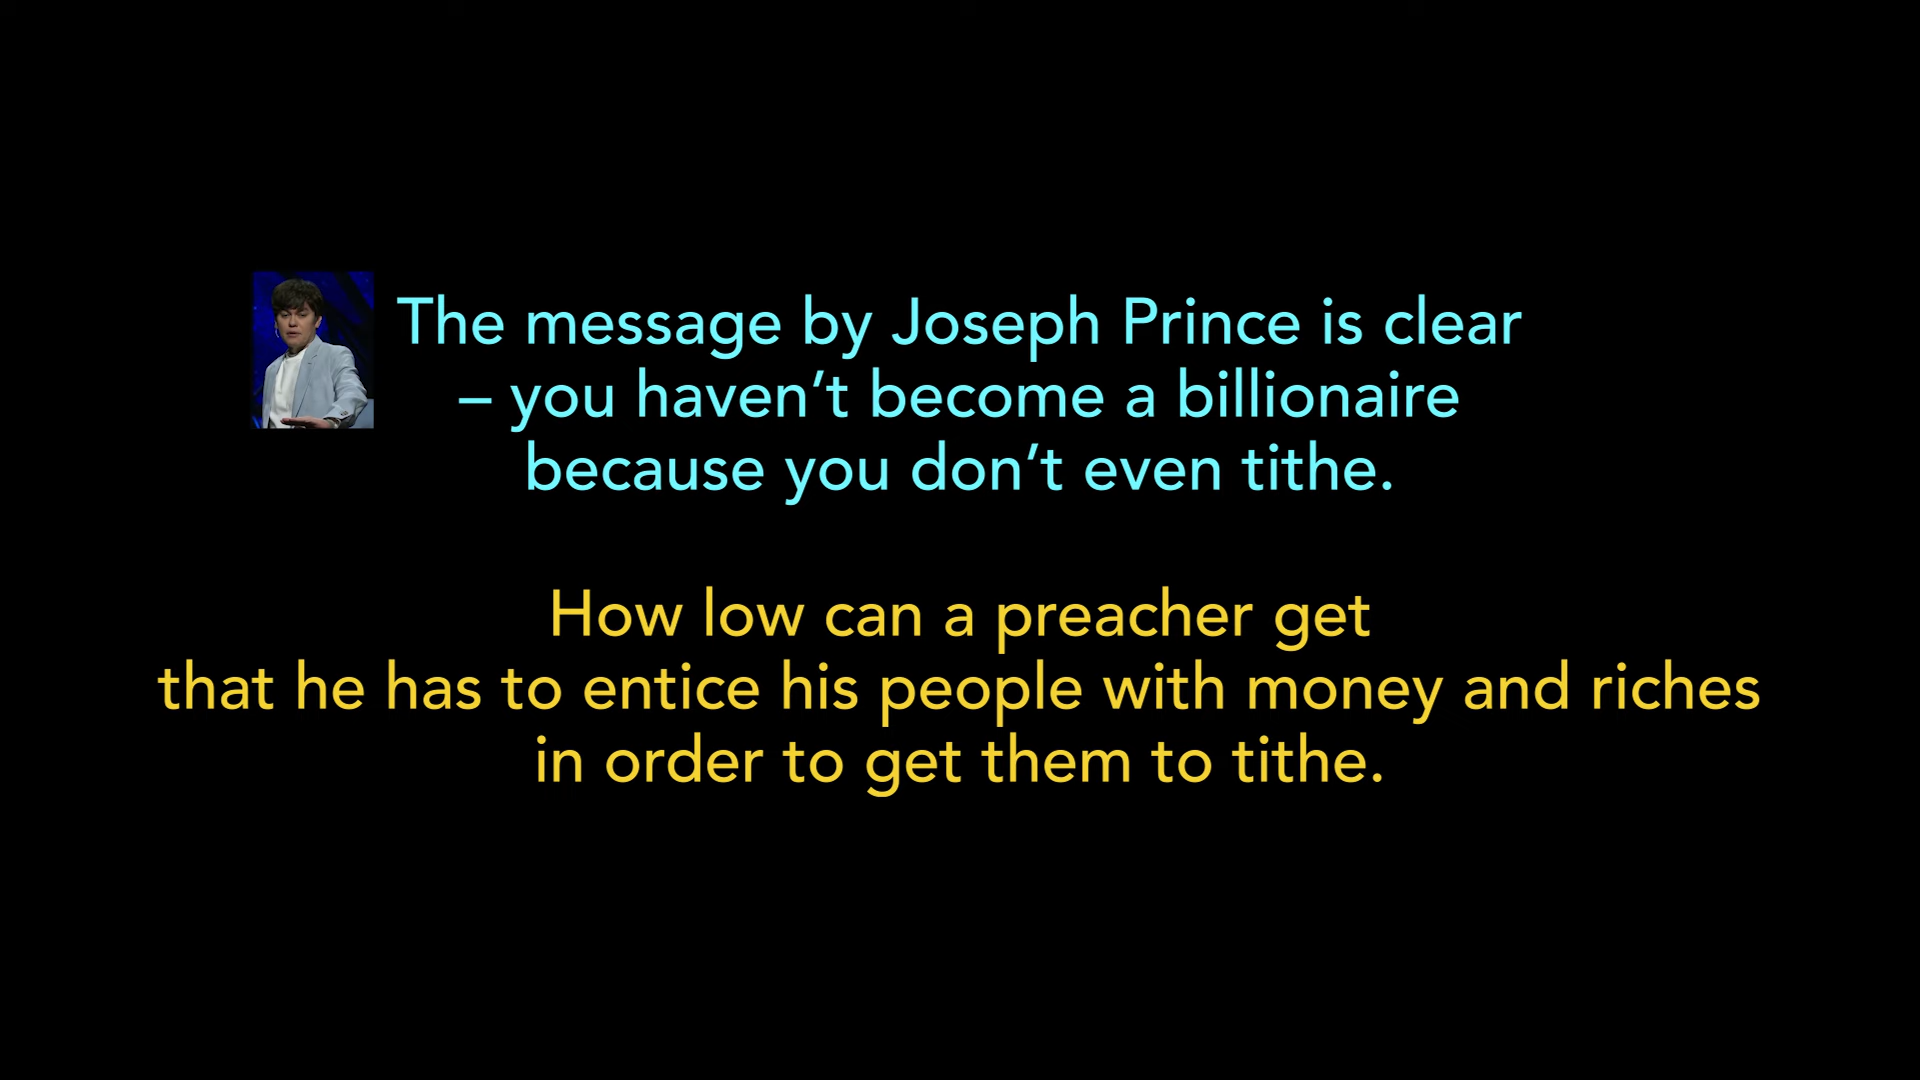 The message by Joseph Prince is clear
– you haven’t become a billionaire
because you don’t even tithe.
How low can a preacher get
that he has to entice his people with money and riches
in order to get them to tithe.